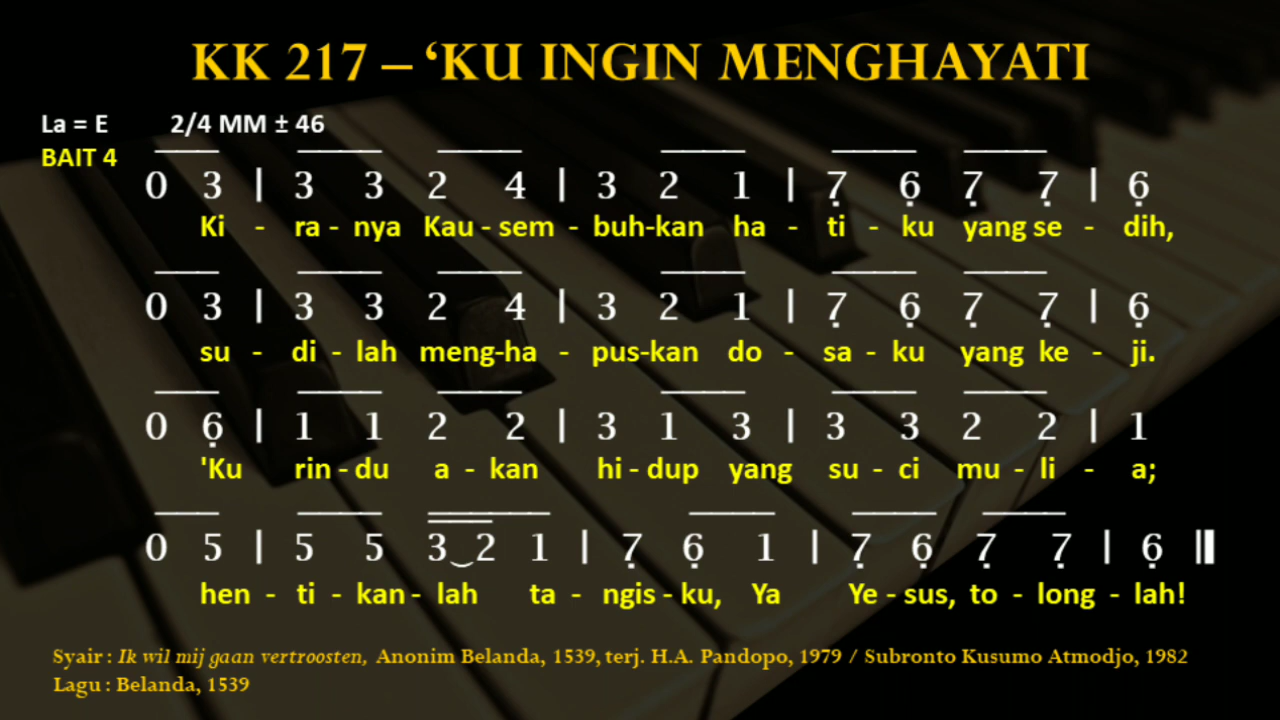 KK 217 – ‘KU INGIN MENGHAYATI
La = E 2/4 MM ± 46
BAIT 4
0 3 | 3 3 2 4 | 3 2 1 | 7̣ 6̣ 7̣ 7̣ | 6̣
Ki - ra - nya Kau - sem - buh-kan ha - ti - ku yang se - dih,
0 3 | 3 3 2 4 | 3 2 1 | 7̣ 6̣ 7̣ 7̣ | 6̣
su - di - lah meng-ha - pus-kan do - sa - ku yang ke - ji.
0 6̣ | 1 1 2 2 | 3 1 3 | 3 3 2 2 | 1
'Ku rin - du a - kan hi - dup yang su - ci mu - li - a;
0 5 | 5 5 3‿2 1 | 7̣ 6̣ 1 | 7̣ 6̣ 7̣ 7̣ | 6̣ ‖
hen - ti - kan - lah ta - ngis - ku, Ya Ye - sus, to - long - lah!
Syair : Ik wil mij gaan vertroosten, Anonim Belanda, 1539, terj. H.A. Pandopo, 1979 / Subronto Kusumo Atmodjo, 1982
Lagu : Belanda, 1539